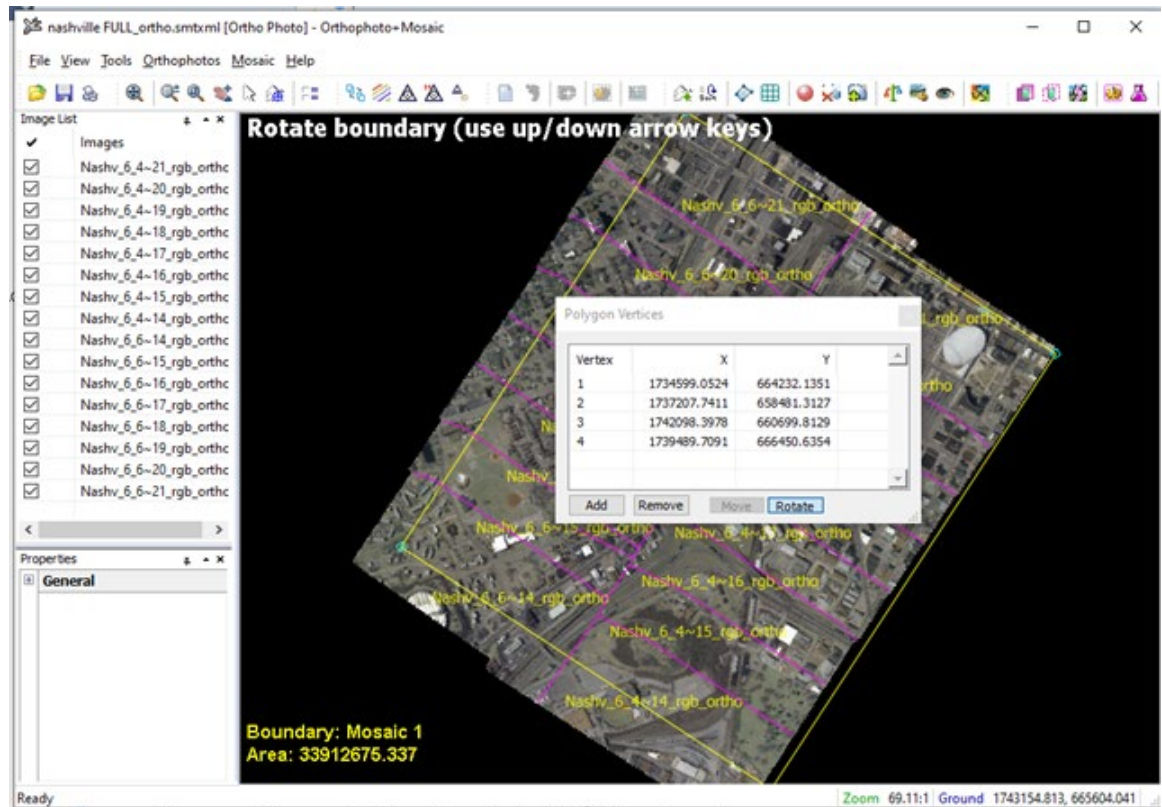 nashville FULL_ortho.smtxml [Ortho Photo] - Orthophoto+Mosaic
File View Tools Orthophotos Mosaic Help
Image List
Images
Nashv_6_4~21_rgb_orthc
Nashv_6_4~20_rgb_orthc
Nashv_6_4~19_rgb_orthc
Nashv_6_4~18_rgb_orthc
Nashv_6_4~17_rgb_orthc
Nashv_6_4~16_rgb_orthc
Nashv_6_4~15_rgb_orthc
Nashv_6_4~14_rgb_orthc
Nashv_6_6~14_rgb_orthc
Nashv_6_6~15_rgb_orthc
Nashv_6_6~16_rgb_orthc
Nashv_6_6~17_rgb_orthc
Nashv_6_6~18_rgb_orthc
Nashv_6_6~19_rgb_orthc
Nashv_6_6~20_rgb_orthc
Nashv_6_6~21_rgb_orthc
Properties
General
Rotate boundary (use up/down arrow keys)
Nashv_6_6~21_rgb_ortho
Nashv_6_6~20_rgb_ortho
1_rgb_ortho
ortho
Polygon Vertices
Vertex X Y
1 1734599.0524 664232.1351
2 1737207.7411 658481.3127
3 1742098.3978 660699.8129
4 1739489.7091 666450.6354
Add Remove Move Rotate
Na
Nash
Nashv_6_6~15_rgb_ortho
Nashv_6_4~17_rgb_ortho
Nashv_6_4~16_rgb_ortho
Nashv_6_6~14_rgb_ortho
Nashv_6_4~15_rgb_ortho
Nashv_6_4~14_rgb_ortho
Boundary: Mosaic 1
Area: 33912675.337
Ready
Zoom 69.11:1 Ground 1743154.813, 665604.041